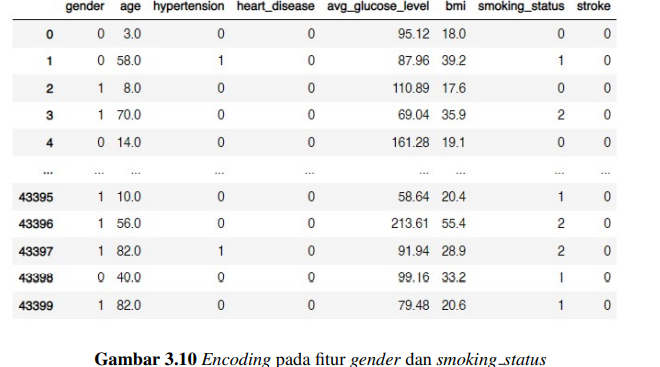 gender age hypertension heart_disease avg_glucose_level bmi smoking_status stroke
0 0 3.0 0 0 95.12 18.0 0 0
1 0 58.0 1 0 87.96 39.2 1 0
2 1 8.0 0 0 110.89 17.6 0 0
3 1 70.0 0 0 69.04 35.9 2 0
4 0 14.0 0 0 161.28 19.1 0 0
... ... ... ... ... ... ... ... ...
43395 1 10.0 0 0 58.64 20.4 1 0
43396 1 56.0 0 0 213.61 55.4 2 0
43397 1 82.0 1 0 91.94 28.9 2 0
43398 0 40.0 0 0 99.16 33.2 1 0
43399 1 82.0 0 0 79.48 20.6 1 0
Gambar 3.10 Encoding pada fitur gender dan smoking_status